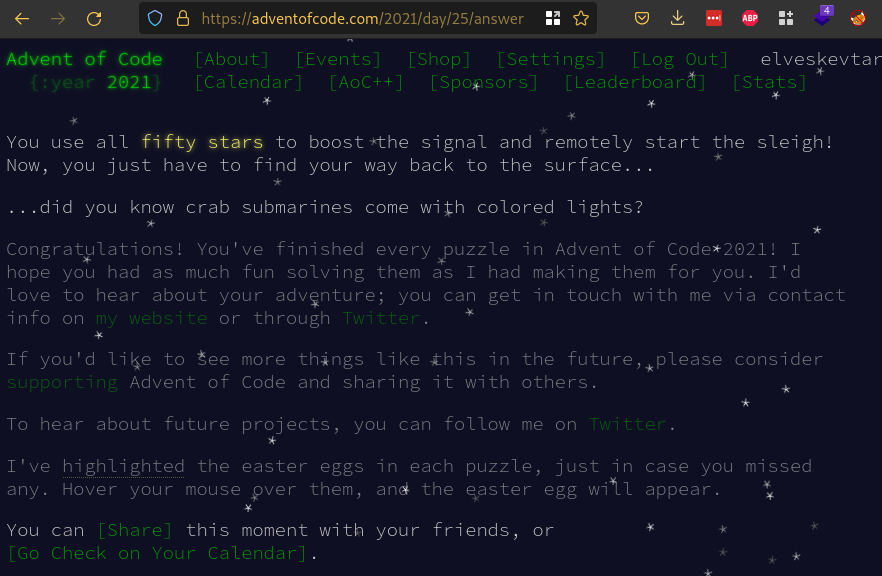 https://adventofcode.com/2021/day/25/answer
ABP
4
Advent of Code [About] [Events] [Shop] [Settings] [Log Out] elveskevtar
{:year 2021} [Calendar] [AoC++] [Sponsors] [Leaderboard] [Stats]
You use all fifty stars to boost the signal and remotely start the sleigh!
Now, you just have to find your way back to the surface...
...did you know crab submarines come with colored lights?
Congratulations! You've finished every puzzle in Advent of Code 2021! I
hope you had as much fun solving them as I had making them for you. I'd
love to hear about your adventure; you can get in touch with me via contact
info on my website or through Twitter.
If you'd like to see more things like this in the future, please consider
supporting Advent of Code and sharing it with others.
To hear about future projects, you can follow me on Twitter.
I've highlighted the easter eggs in each puzzle, just in case you missed
any. Hover your mouse over them, and the easter egg will appear.
You can [Share] this moment with your friends, or
[Go Check on Your Calendar].